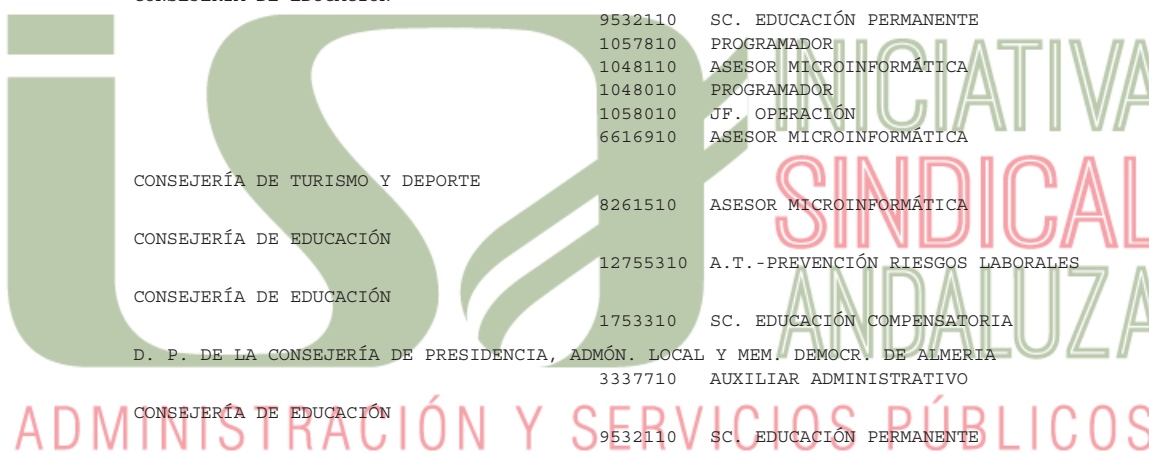 9532110 SC. EDUCACIÓN PERMANENTE
1057810 PROGRAMADOR
1048110 ASESOR MICROINFORMÁTICA
1048010 PROGRAMADOR
1058010 JF. OPERACIÓN
6616910 ASESOR MICROINFORMÁTICA
CONSEJERÍA DE TURISMO Y DEPORTE
8261510 ASESOR MICROINFORMÁTICA
CONSEJERÍA DE EDUCACIÓN
12755310 A.T.-PREVENCIÓN RIESGOS LABORALES
CONSEJERÍA DE EDUCACIÓN
1753310 SC. EDUCACIÓN COMPENSATORIA
D. P. DE LA CONSEJERÍA DE PRESIDENCIA, ADMÓN. LOCAL Y MEM. DEMOCR. DE ALMERIA
3337710 AUXILIAR ADMINISTRATIVO
CONSEJERÍA DE EDUCACIÓN
9532110 SC. EDUCACIÓN PERMANENTE
isa
INICIATIVA
SINDICAL
ANDALUZA
ADMINISTRACIÓN Y SERVICIOS PÚBLICOS